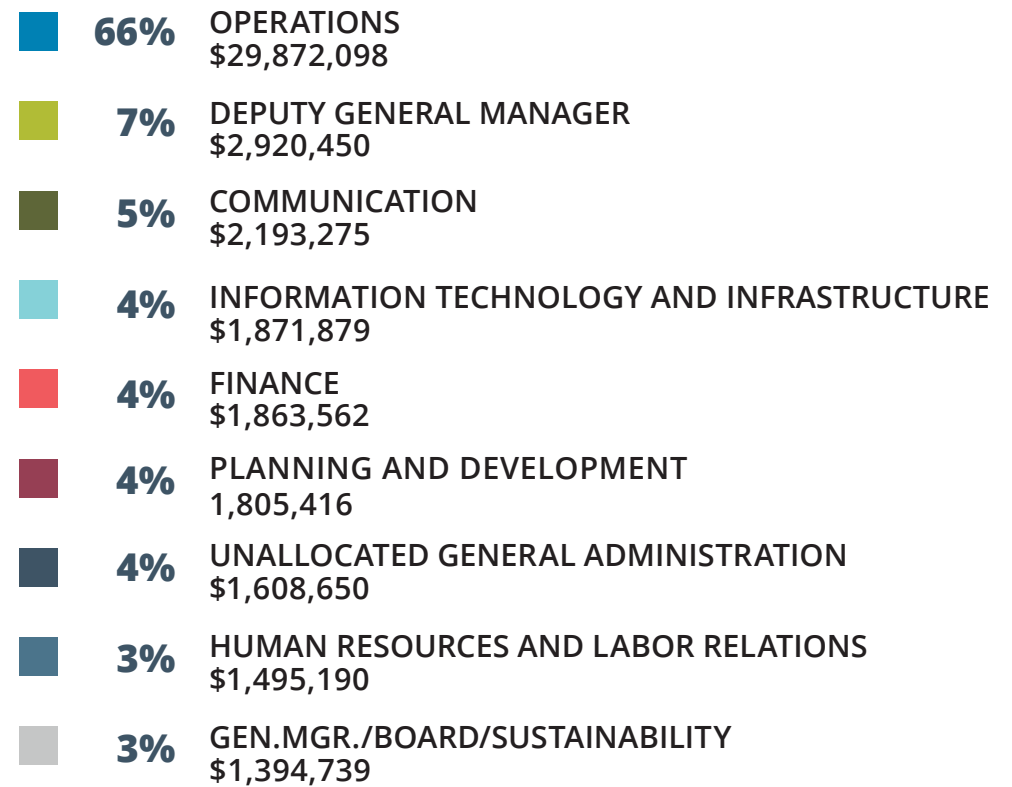 66% OPERATIONS
$29,872,098
7% DEPUTY GENERAL MANAGER
$2,920,450
5% COMMUNICATION
$2,193,275
4% INFORMATION TECHNOLOGY AND INFRASTRUCTURE
$1,871,879
4% FINANCE
$1,863,562
4% PLANNING AND DEVELOPMENT
1,805,416
4% UNALLOCATED GENERAL ADMINISTRATION
$1,608,650
3% HUMAN RESOURCES AND LABOR RELATIONS
$1,495,190
3% GEN.MGR./BOARD/SUSTAINABILITY
$1,394,739